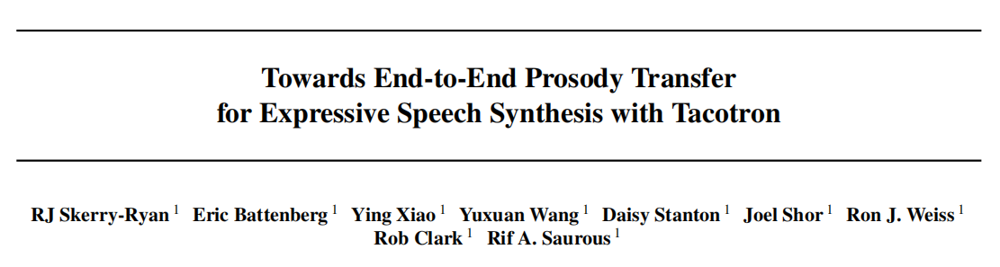 Towards End-to-End Prosody Transfer
for Expressive Speech Synthesis with Tacotron
RJ Skerry-Ryan 1 Eric Battenberg 1 Ying Xiao 1 Yuxuan Wang 1 Daisy Stanton 1 Joel Shor 1 Ron J. Weiss 1
Rob Clark 1 Rif A. Saurous 1